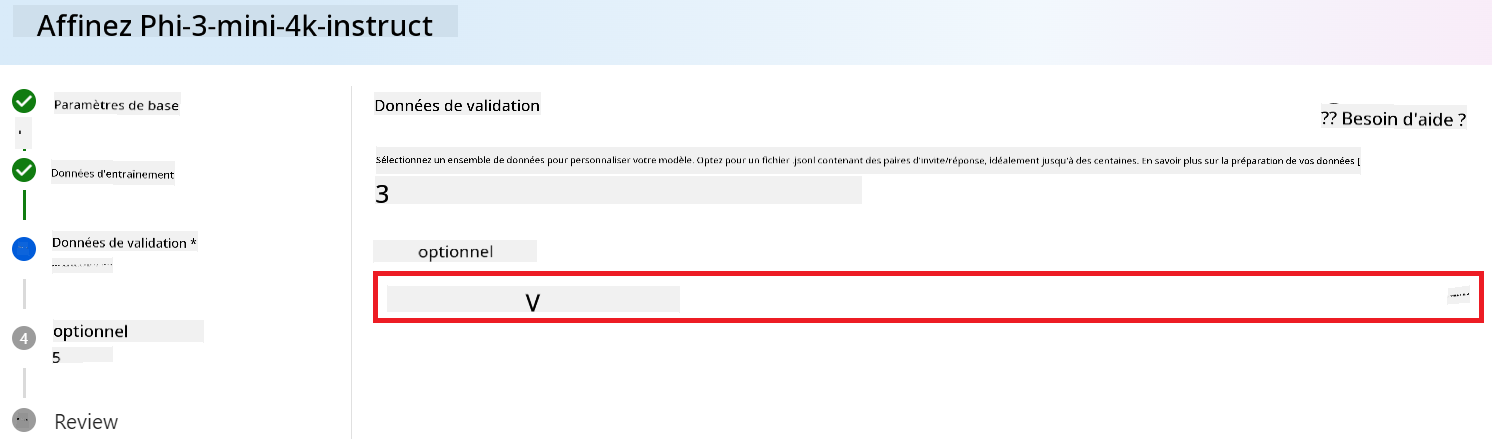 Affinez Phi-3-mini-4k-instruct
Paramètres de base
Données d'entraînement
Données de validation *
4
optionnel
5
Review
Données de validation
?? Besoin d'aide ?
Sélectionnez un ensemble de données pour personnaliser votre modèle. Optez pour un fichier .jsonl contenant des paires d'invite/réponse, idéalement jusqu'à des centaines. En savoir plus sur la préparation de vos données [
3
optionnel
V